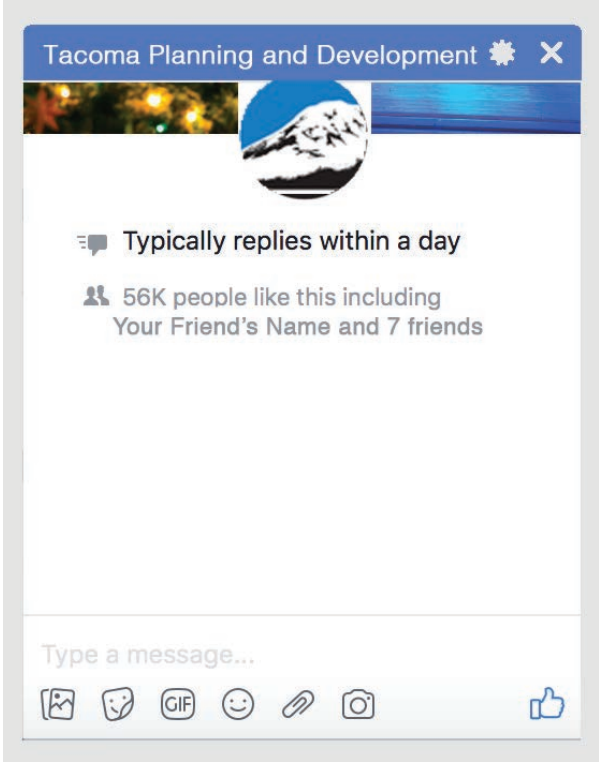 Tacoma Planning and Development
Typically replies within a day
56K people like this including
Your Friend's Name and 7 friends
Type a message...
GIF